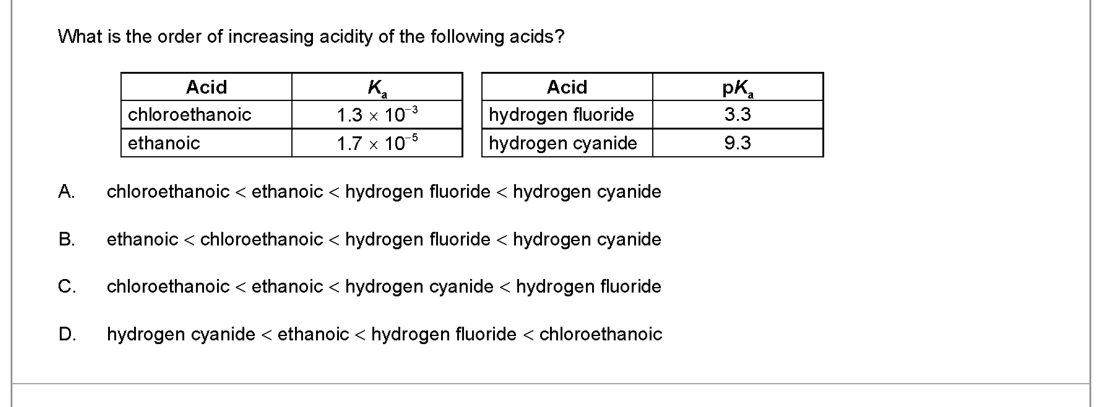 What is the order of increasing acidity of the following acids?
Acid Kₐ Acid pKₐ
chloroethanoic 1.3 × 10⁻³ hydrogen fluoride 3.3
ethanoic 1.7 × 10⁻⁵ hydrogen cyanide 9.3
A. chloroethanoic < ethanoic < hydrogen fluoride < hydrogen cyanide
B. ethanoic < chloroethanoic < hydrogen fluoride < hydrogen cyanide
C. chloroethanoic < ethanoic < hydrogen cyanide < hydrogen fluoride
D. hydrogen cyanide < ethanoic < hydrogen fluoride < chloroethanoic